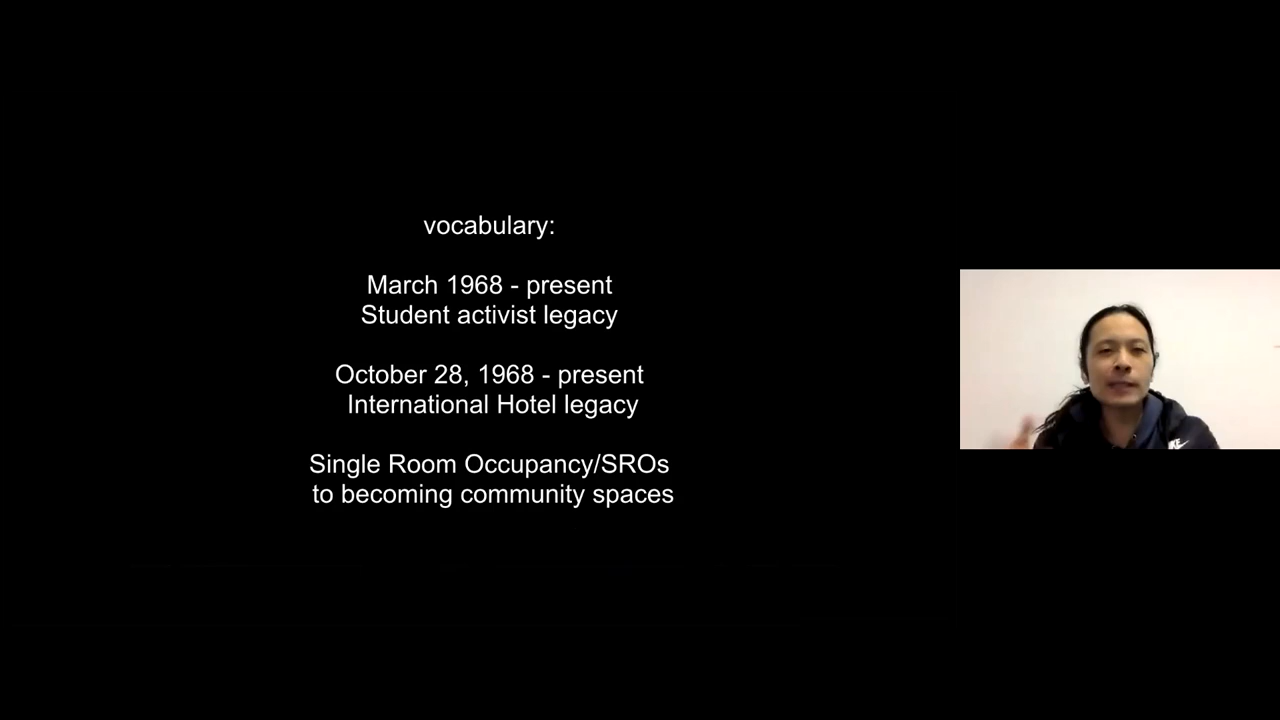 vocabulary:
March 1968 - present
Student activist legacy
October 28, 1968 - present
International Hotel legacy
Single Room Occupancy/SROs
to becoming community spaces